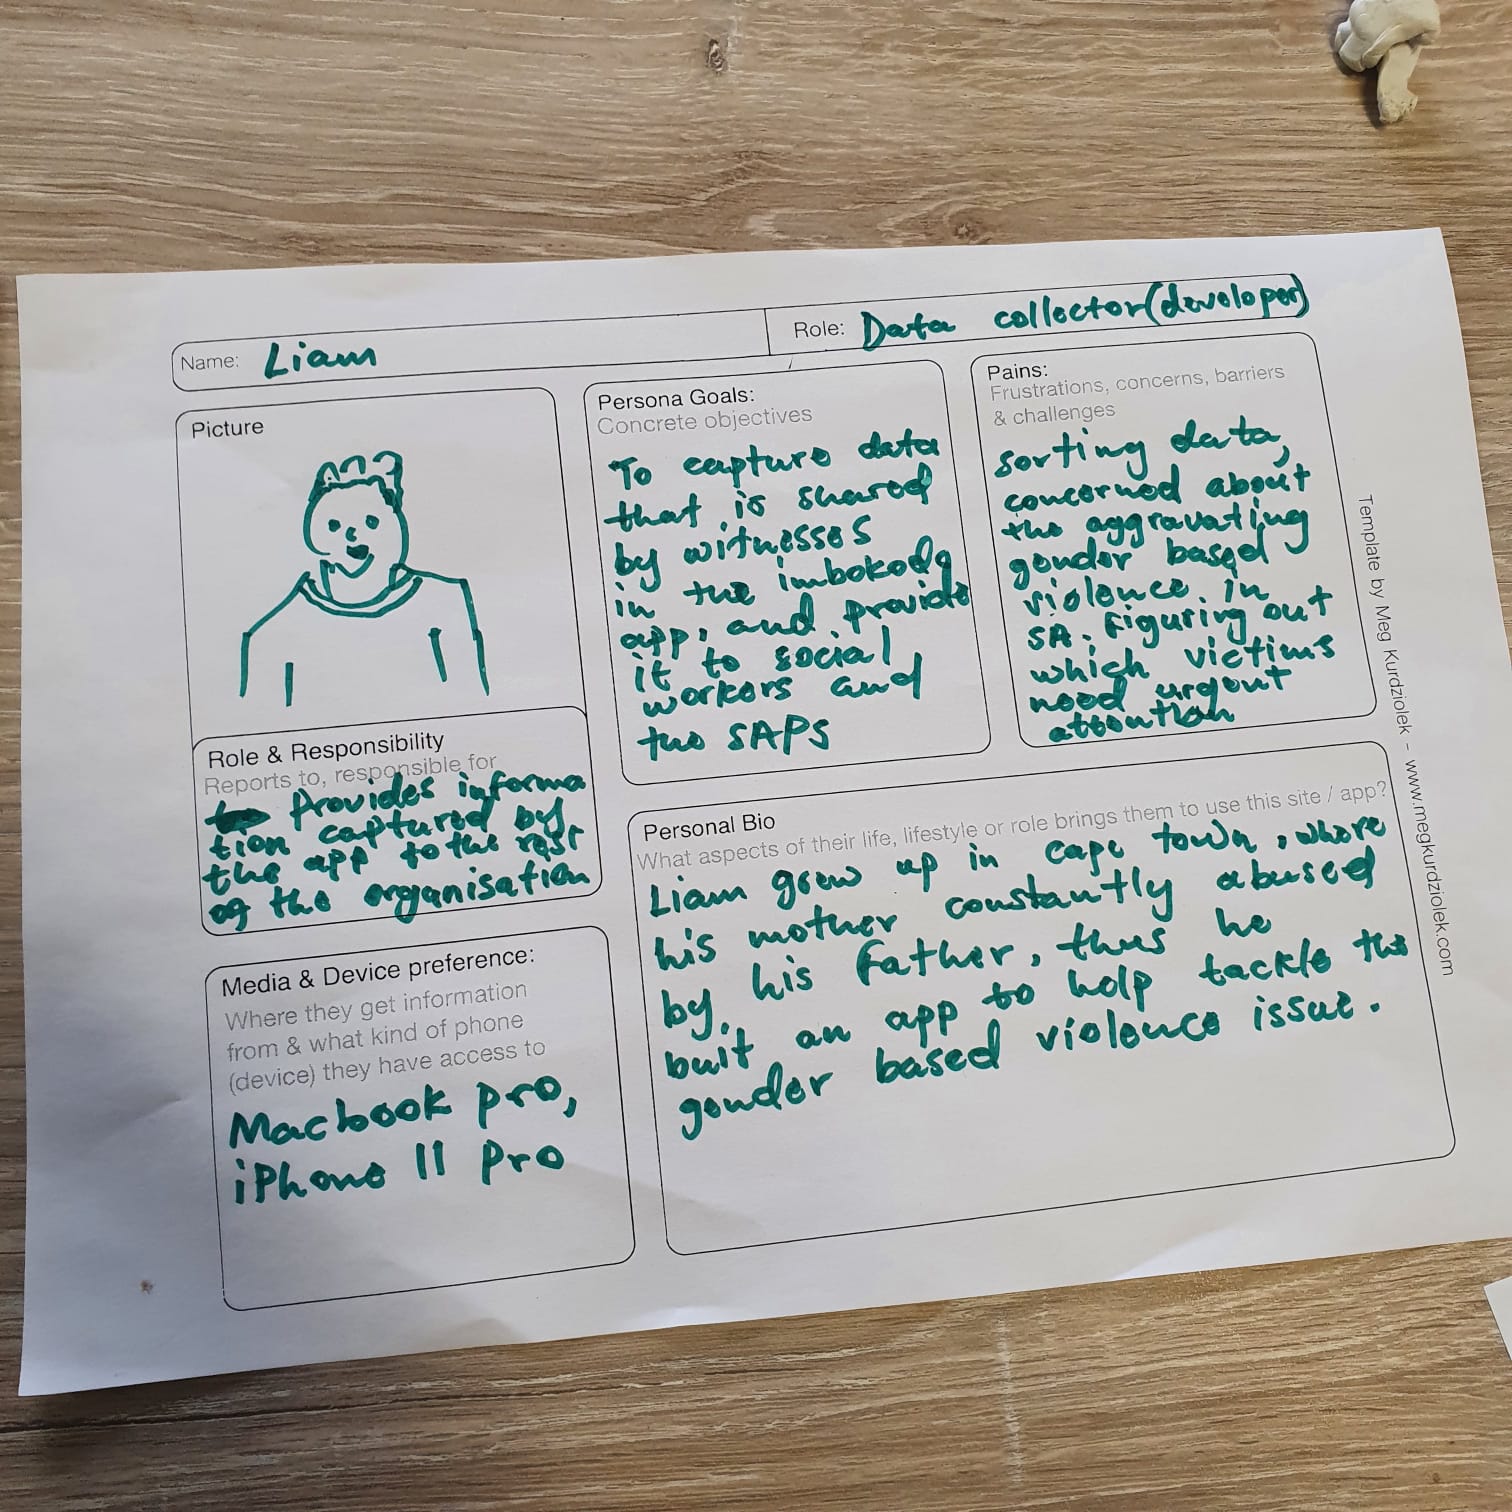 Name: Liam
Role: Data collector(developer)
Picture
Persona Goals:
Concrete objectives
To capture data
that is shared
by witnesses
in the imbokodo
app, and provide
it to social
workers and
the SAPS
Pains:
Frustrations, concerns, barriers
& challenges
sorting data,
concerned about
the aggravating
gender based
violence in
SA. Figuring out
which victims
need urgent
attention
Role & Responsibility
Reports to, responsible for
Provides informa
tion captured by
the app to the rest
of the organisation
Media & Device preference:
Where they get information
from & what kind of phone
(device) they have access to
Macbook pro,
iPhone 11 Pro
Personal Bio
What aspects of their life, lifestyle or role brings them to use this site / app?
Liam grew up in Cape town, where
his mother constantly abused
by his father, thus he
built an app to help tackle the
gender based violence issue.
Template by Meg Kurdziolek – www.megkurdziolek.com